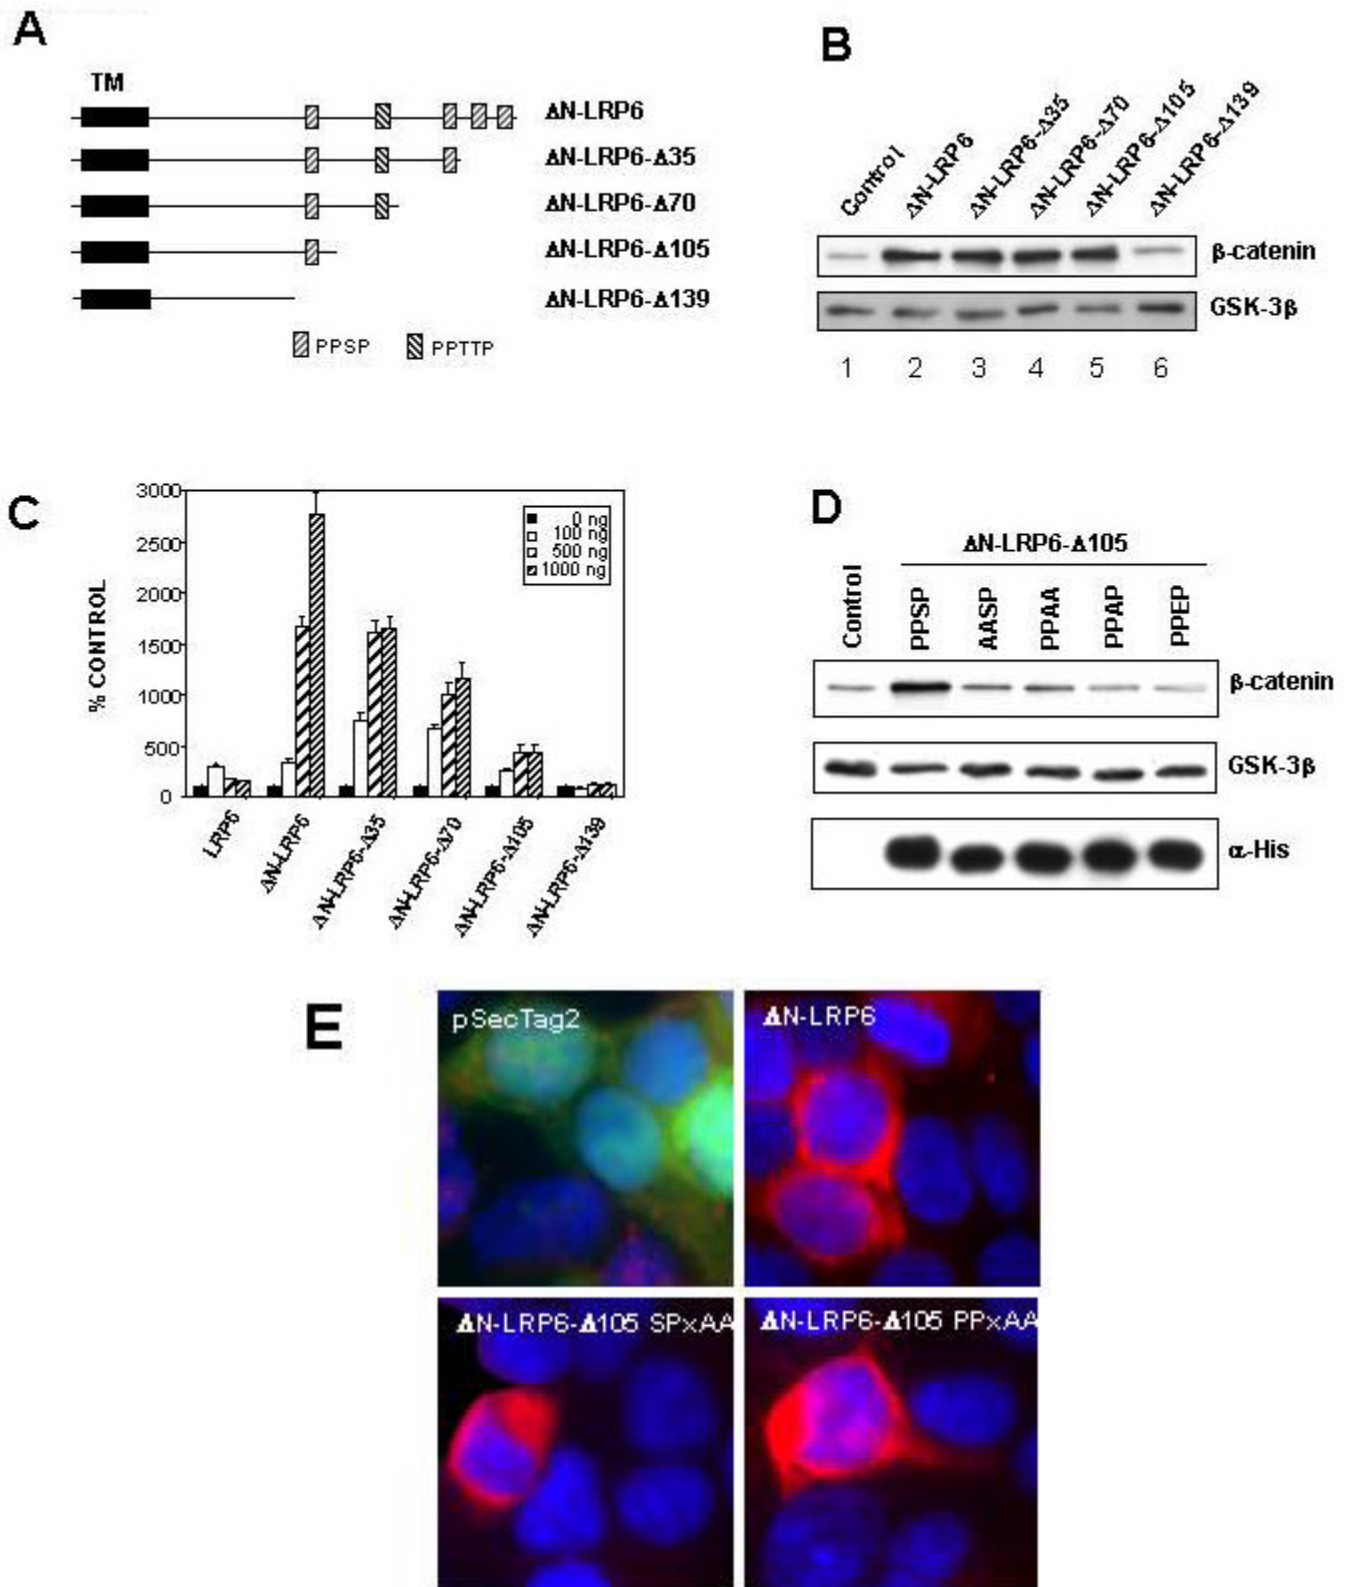 A
TM
ΔN-LRP6
ΔN-LRP6-Δ35
ΔN-LRP6-Δ70
ΔN-LRP6-Δ105
ΔN-LRP6-Δ139
PPSP PPTTP
B
Control ΔN-LRP6 ΔN-LRP6-Δ35 ΔN-LRP6-Δ70 ΔN-LRP6-Δ105 ΔN-LRP6-Δ139
β-catenin
GSK-3β
1 2 3 4 5 6
C
% CONTROL
3000
2500
2000
1500
1000
500
0
0 ng
100 ng
500 ng
1000 ng
LRP6 ΔN-LRP6 ΔN-LRP6-Δ35 ΔN-LRP6-Δ70 ΔN-LRP6-Δ105 ΔN-LRP6-Δ139
D
ΔN-LRP6-Δ105
Control PPSP AASP PPAA PPAP PPEP
β-catenin
GSK-3β
α-His
E
pSecTag2
ΔN-LRP6
ΔN-LRP6-Δ105 SPxAA
ΔN-LRP6-Δ105 PPxAA